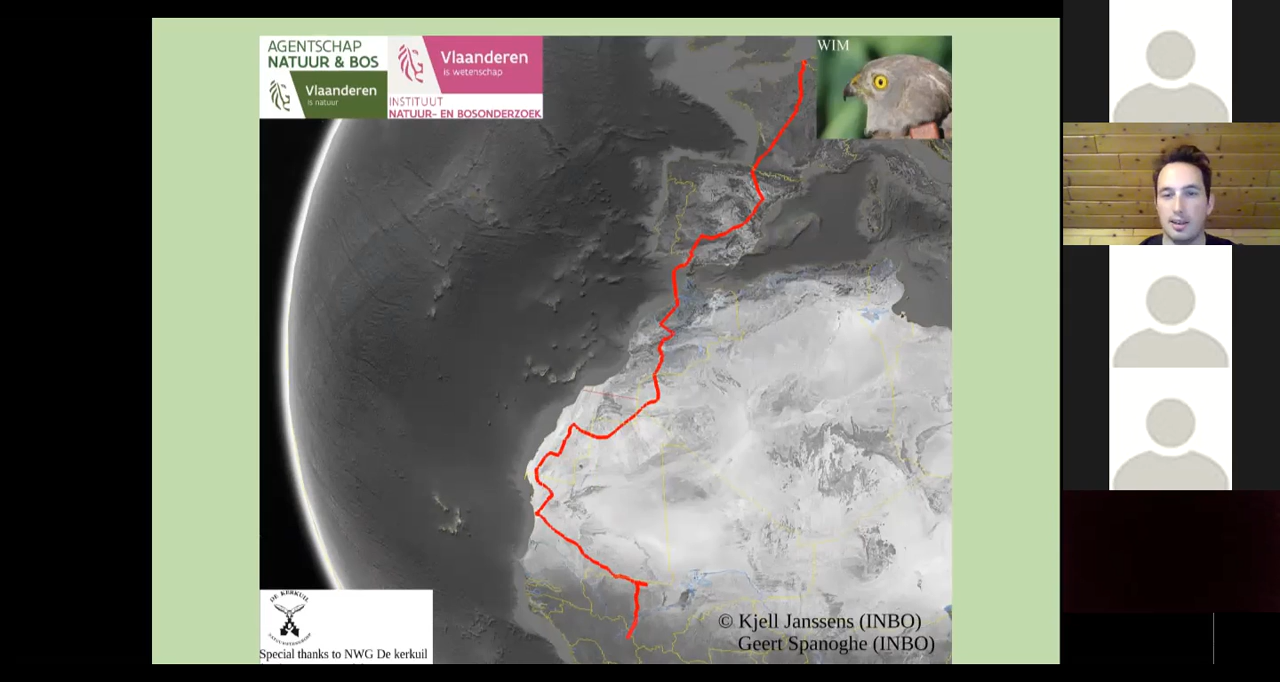 AGENTSCHAP
NATUUR & BOS
Vlaanderen
is natuur
Vlaanderen
is wetenschap
INSTITUUT
NATUUR- EN BOSONDERZOEK
WIM
DE KERKUIL
Special thanks to NWG De kerkuil
© Kjell Janssens (INBO)
Geert Spanoghe (INBO)